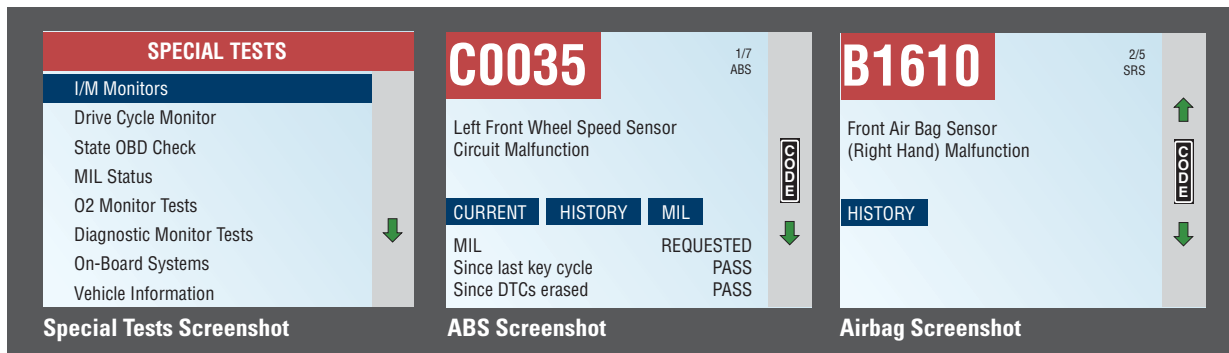 SPECIAL TESTS
I/M Monitors
Drive Cycle Monitor
State OBD Check
MIL Status
O2 Monitor Tests
Diagnostic Monitor Tests
On-Board Systems
Vehicle Information
Special Tests Screenshot
C0035
1/7
ABS
Left Front Wheel Speed Sensor
Circuit Malfunction
CODE
CURRENT HISTORY MIL
MIL REQUESTED
Since last key cycle PASS
Since DTCs erased PASS
ABS Screenshot
B1610
2/5
SRS
Front Air Bag Sensor
(Right Hand) Malfunction
CODE
HISTORY
Airbag Screenshot